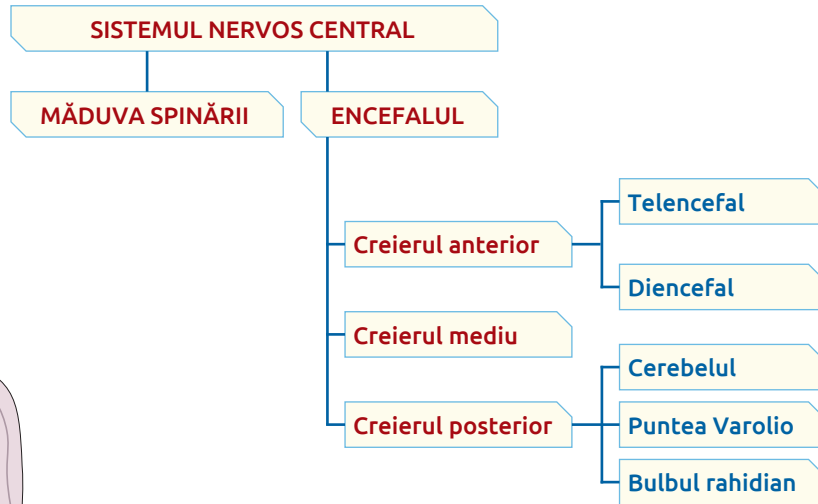 SISTEMUL NERVOS CENTRAL
MĂDUVA SPINĂRII
ENCEFALUL
Creierul anterior
Telencefal
Diencefal
Creierul mediu
Creierul posterior
Cerebelul
Puntea Varolio
Bulbul rahidian